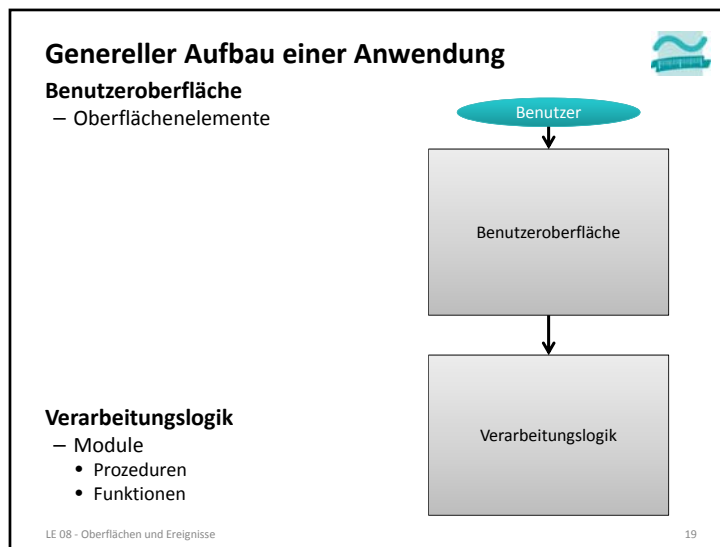 Genereller Aufbau einer Anwendung
Benutzeroberfläche
– Oberflächenelemente
Benutzer
Benutzeroberfläche
Verarbeitungslogik
– Module
• Prozeduren
• Funktionen
Verarbeitungslogik
LE 08 - Oberflächen und Ereignisse
19